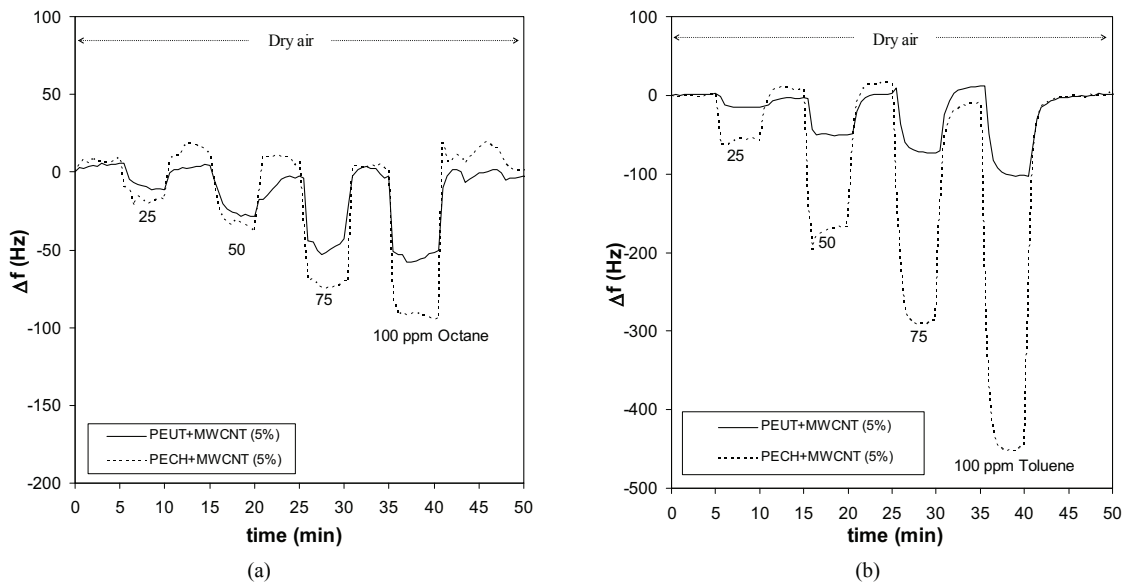 100
50
0
-50
-100
-150
-200
Δf (Hz)
Dry air
25
50
75
100 ppm Octane
PEUT+MWCNT (5%)
PECH+MWCNT (5%)
0 5 10 15 20 25 30 35 40 45 50
time (min)
(a)
100
0
-100
-200
-300
-400
-500
Δf (Hz)
Dry air
25
50
75
100 ppm Toluene
PEUT+MWCNT (5%)
PECH+MWCNT (5%)
0 5 10 15 20 25 30 35 40 45 50
time (min)
(b)